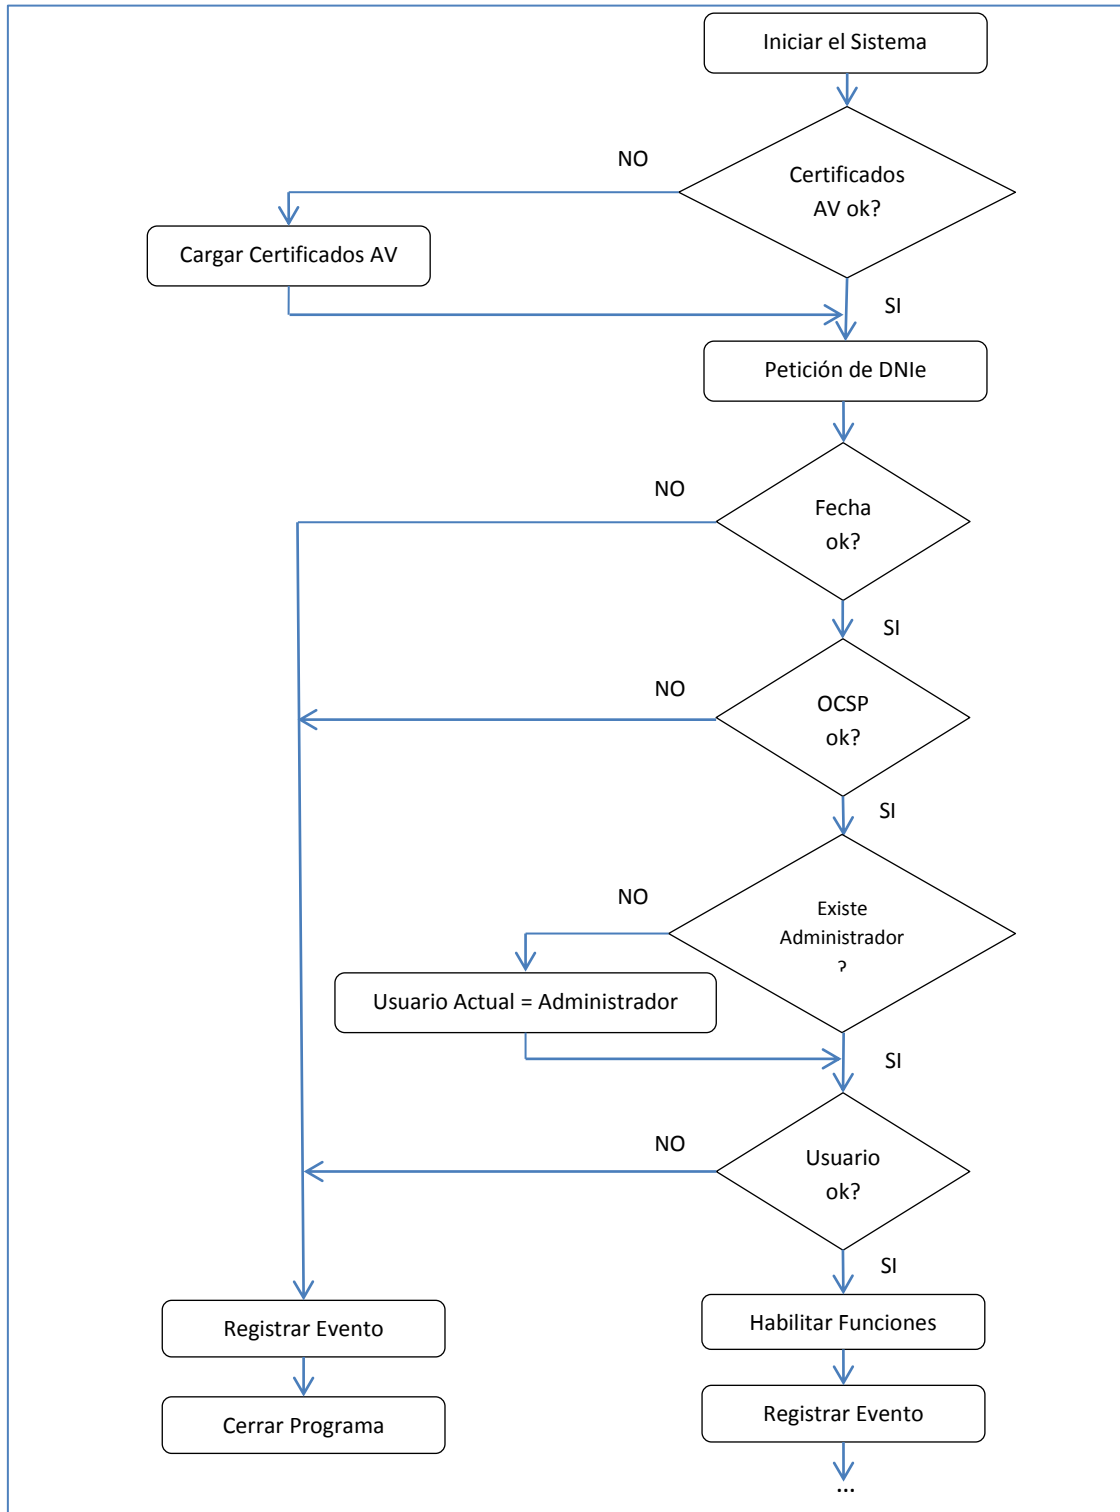 Iniciar el Sistema
NO
Certificados
AV ok?
Cargar Certificados AV
SI
Petición de DNIe
NO
Fecha
ok?
SI
NO
OCSP
ok?
SI
NO
Existe
Administrador
?
Usuario Actual = Administrador
SI
NO
Usuario
ok?
SI
Registrar Evento
Habilitar Funciones
Cerrar Programa
Registrar Evento
...